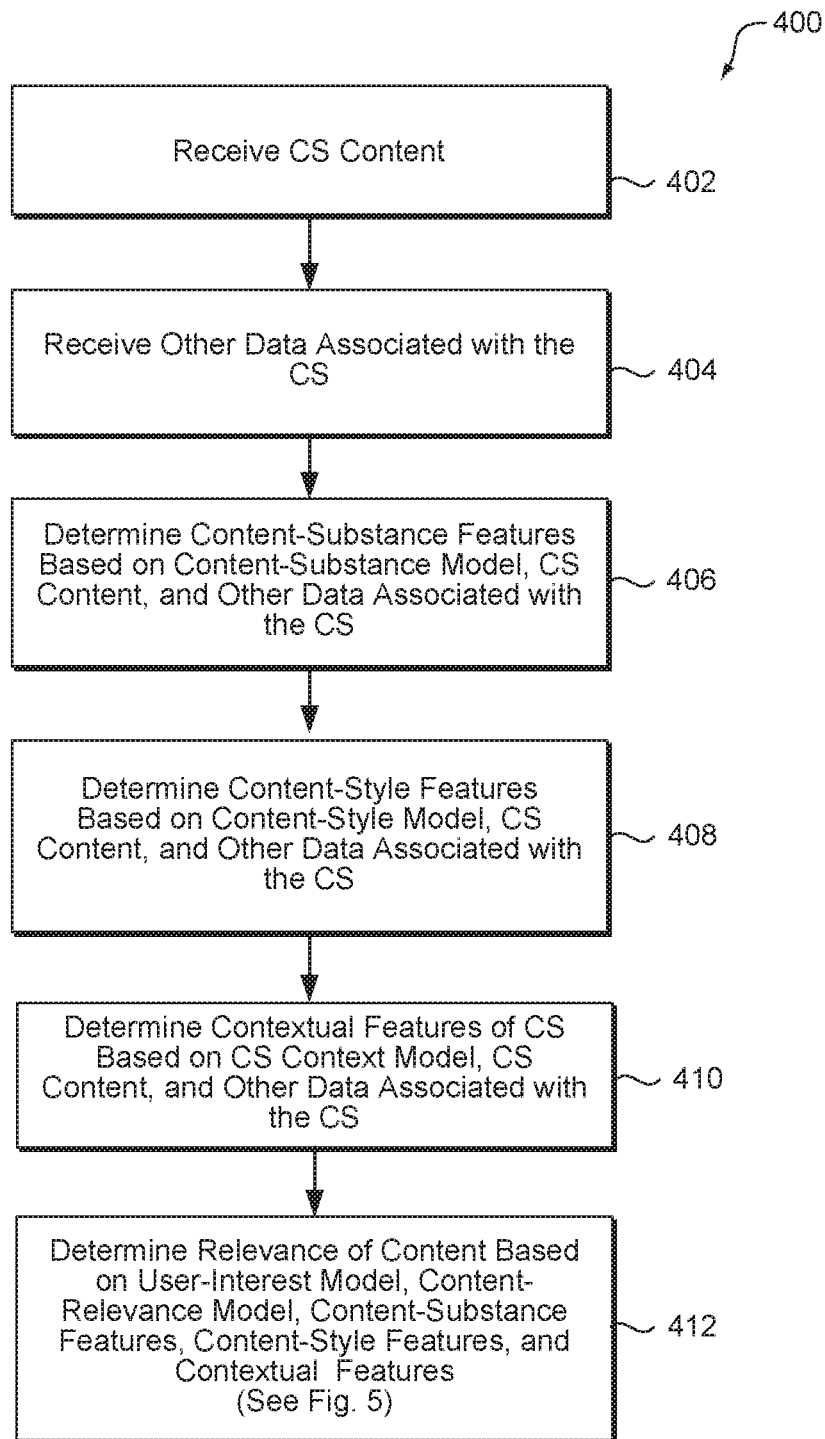 400
Receive CS Content
402
Receive Other Data Associated with the
CS
404
Determine Content-Substance Features
Based on Content-Substance Model, CS
Content, and Other Data Associated with
the CS
406
Determine Content-Style Features
Based on Content-Style Model, CS
Content, and Other Data Associated with
the CS
408
Determine Contextual Features of CS
Based on CS Context Model, CS
Content, and Other Data Associated with
the CS
410
Determine Relevance of Content Based
on User-Interest Model, Content-
Relevance Model, Content-Substance
Features, Content-Style Features, and
Contextual Features
(See Fig. 5)
412